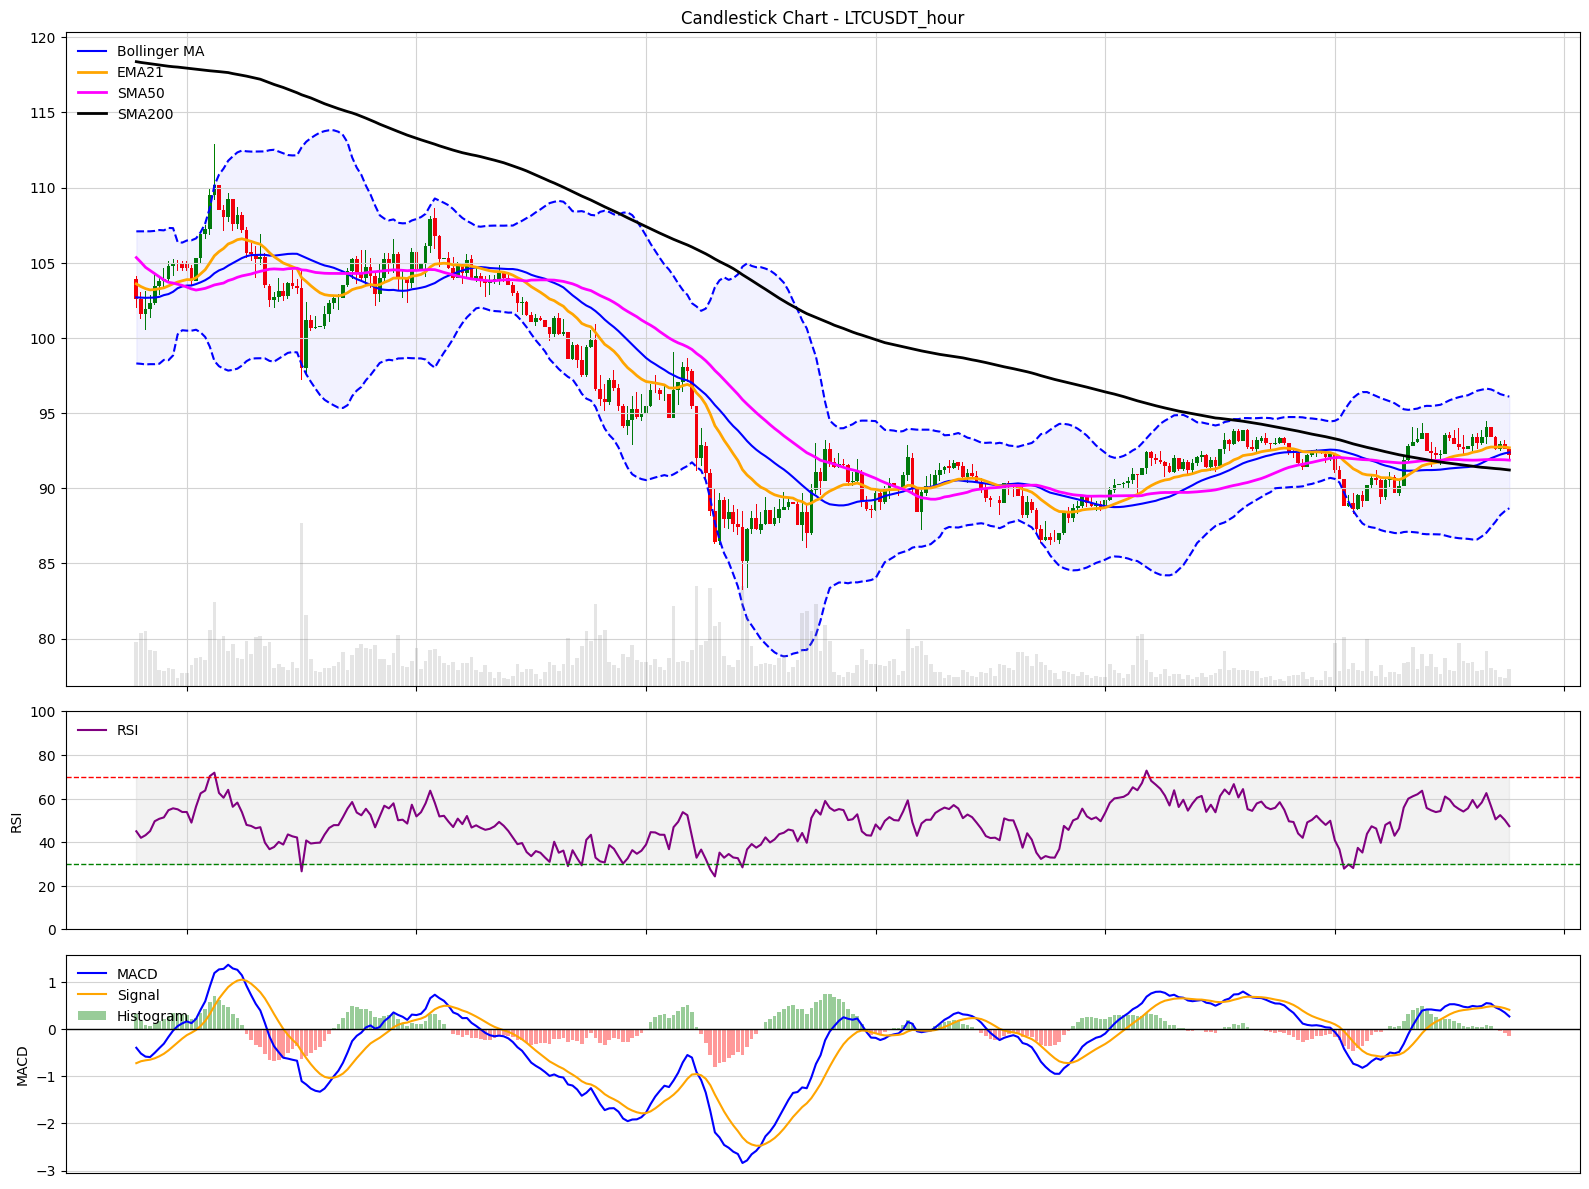 Candlestick Chart - LTCUSDT_hour
120
115
110
105
100
95
90
85
80
Bollinger MA
EMA21
SMA50
SMA200
100
80
60
40
20
0
RSI
RSI
1
0
−1
−2
−3
MACD
MACD
Signal
Histogram